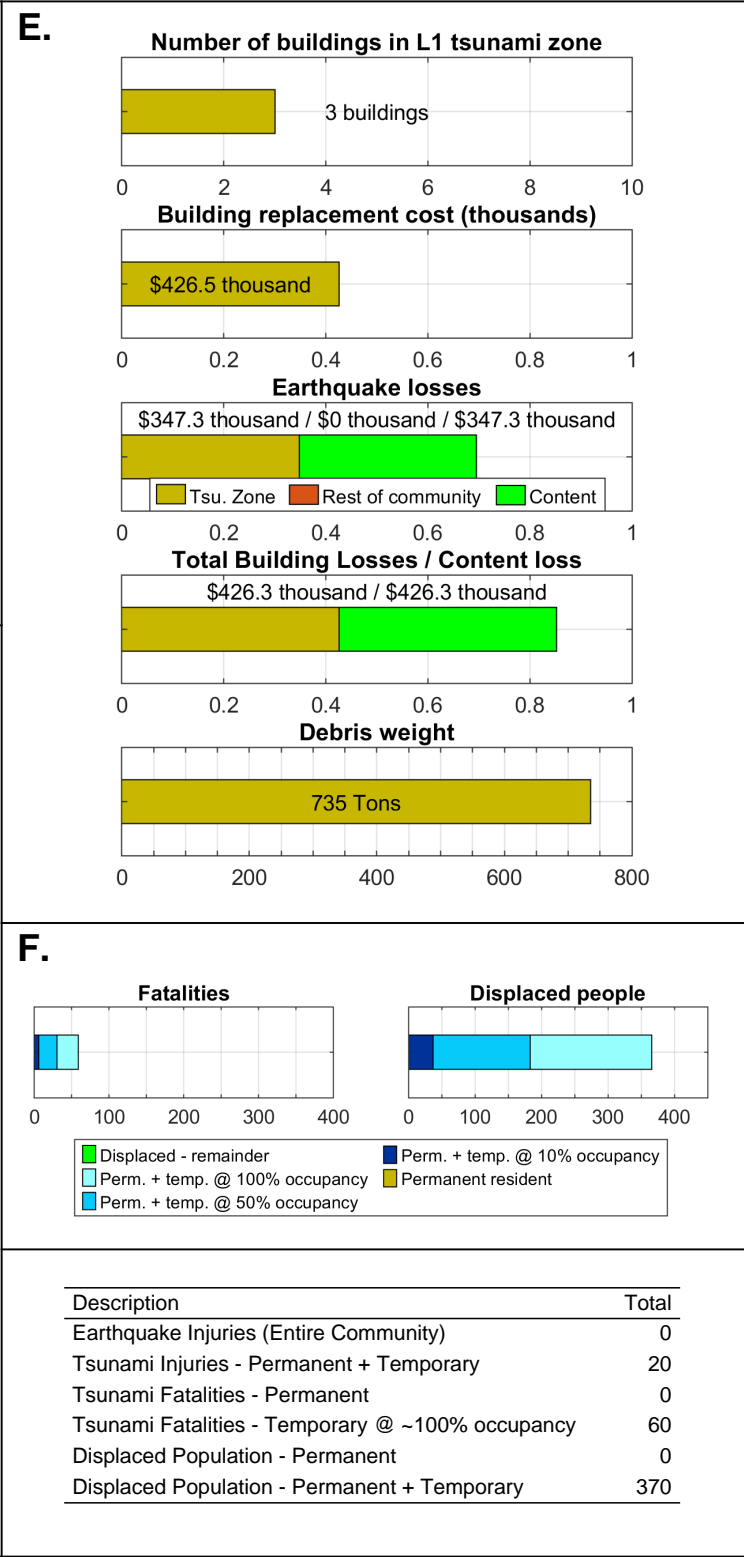 E.
Number of buildings in L1 tsunami zone
3 buildings
0 2 4 6 8 10
Building replacement cost (thousands)
$426.5 thousand
0 0.2 0.4 0.6 0.8 1
Earthquake losses
$347.3 thousand / $0 thousand / $347.3 thousand
Tsu. Zone Rest of community Content
0 0.2 0.4 0.6 0.8 1
Total Building Losses / Content loss
$426.3 thousand / $426.3 thousand
0 0.2 0.4 0.6 0.8 1
Debris weight
735 Tons
0 200 400 600 800
F.
Fatalities Displaced people
0 100 200 300 400 0 100 200 300 400
Displaced - remainder Perm. + temp. @ 10% occupancy
Perm. + temp. @ 100% occupancy Permanent resident
Perm. + temp. @ 50% occupancy
Description Total
Earthquake Injuries (Entire Community) 0
Tsunami Injuries - Permanent + Temporary 20
Tsunami Fatalities - Permanent 0
Tsunami Fatalities - Temporary @ ~100% occupancy 60
Displaced Population - Permanent 0
Displaced Population - Permanent + Temporary 370